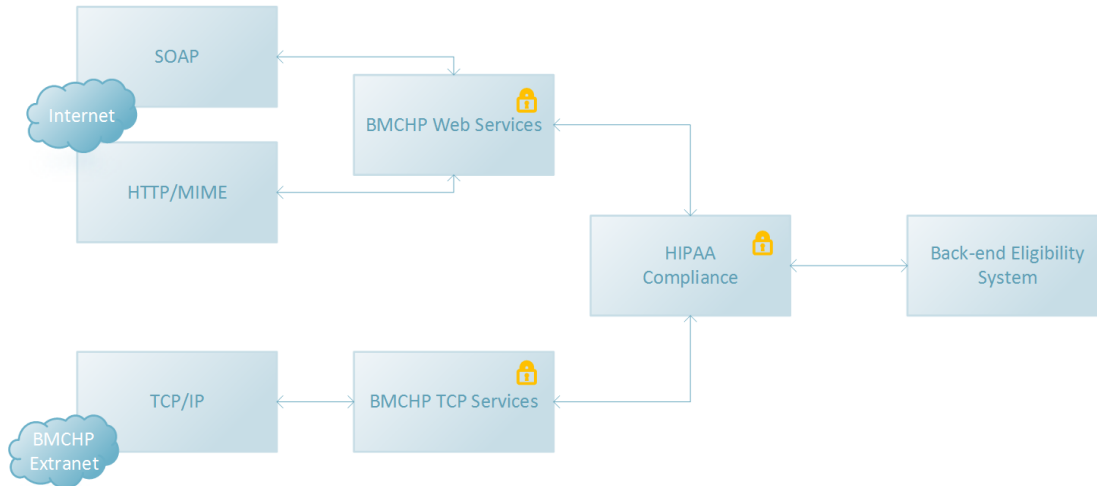 SOAP
Internet
HTTP/MIME
BMCHP Web Services
HIPAA
Compliance
Back-end Eligibility
System
TCP/IP
BMCHP
Extranet
BMCHP TCP Services